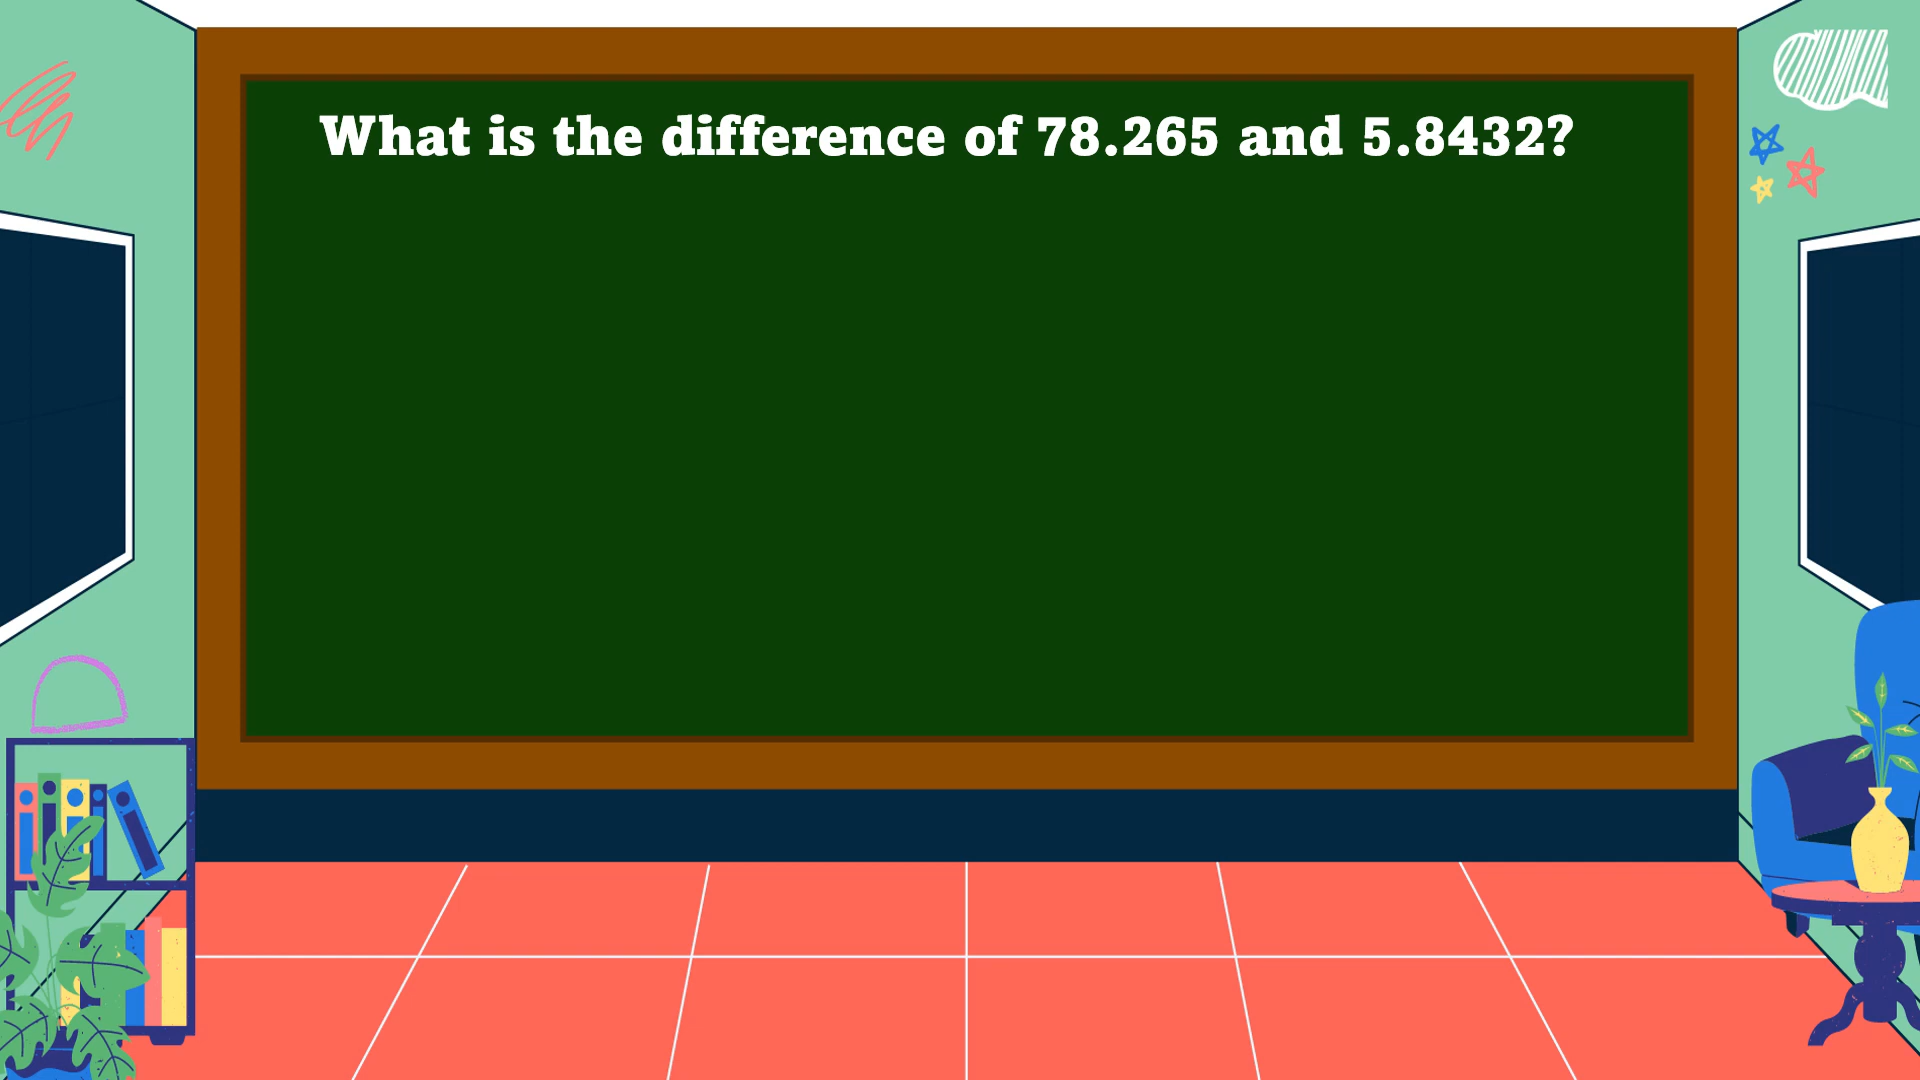 What is the difference of 78.265 and 5.8432?